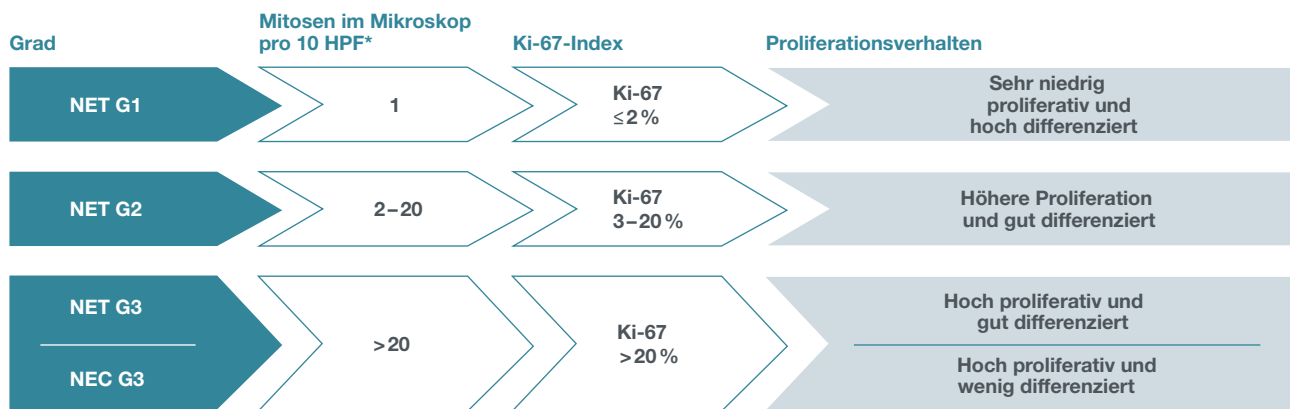 Grad
Mitosen im Mikroskop
pro 10 HPF*
Ki-67-Index
Proliferationsverhalten
NET G1
1
Ki-67
≤ 2 %
Sehr niedrig
proliferativ und
hoch differenziert
NET G2
2–20
Ki-67
3–20 %
Höhere Proliferation
und gut differenziert
NET G3
NEC G3
>20
Ki-67
>20 %
Hoch proliferativ und
gut differenziert
Hoch proliferativ und
wenig differenziert